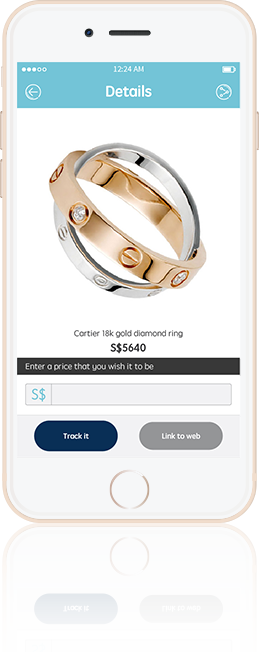 12:24 AM
Details
Cartier 18k gold diamond ring
S$5640
Enter a price that you wish it to be
S$
Track it
Link to web